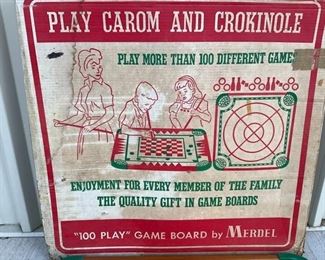 PLAY CAROM AND CROKINOLE
PLAY MORE THAN 100 DIFFERENT GAMES
ENJOYMENT FOR EVERY MEMBER OF THE FAMILY
THE QUALITY GIFT IN GAME BOARDS
"100 PLAY" GAME BOARD by MERDEL